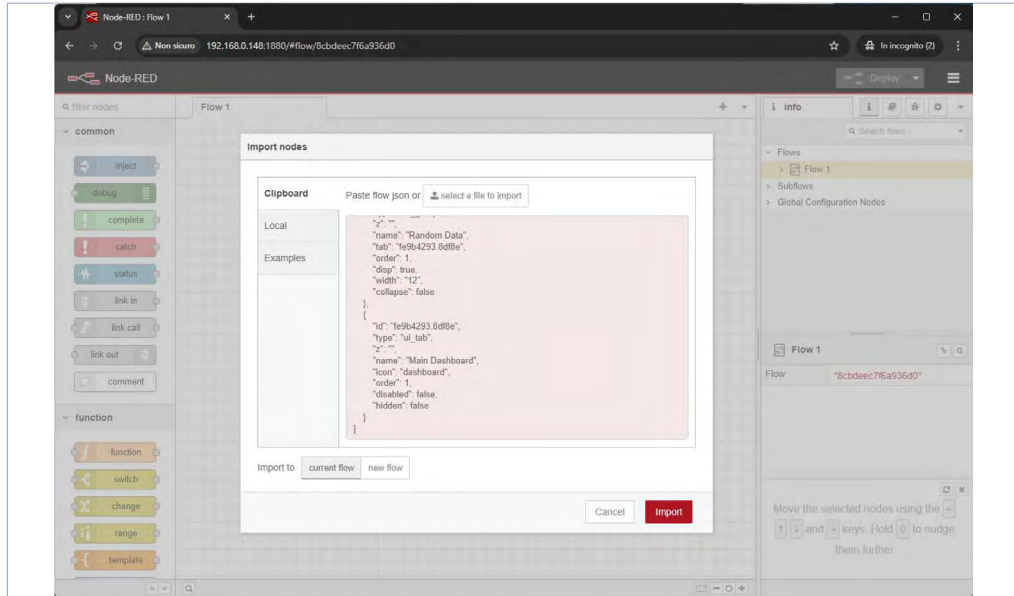 Node-RED : Flow 1
Non sicuro 192.168.0.148:1880/#flow/8cbdeec7f6a936d0
In incognito (2)
Node-RED
Deploy
filter nodes
Flow 1
info
Search flows
common
inject
debug
complete
catch
status
link in
link call
link out
comment
function
function
switch
change
range
template
Import nodes
Clipboard
Local
Examples
Paste flow json or select a file to import
"z": "",
"name": "Random Data",
"tab": "fe9b4293.8df8e",
"order": 1,
"disp": true,
"width": "12",
"collapse": false
},
{
"id": "fe9b4293.8df8e",
"type": "ui_tab",
"z": "",
"name": "Main Dashboard",
"icon": "dashboard",
"order": 1,
"disabled": false,
"hidden": false
}
]
Import to current flow new flow
Cancel Import
Flows
Flow 1
Subflows
Global Configuration Nodes
Flow 1
Flow "8cbdeec7f6a936d0"
Move the selected nodes using the ←
↑ ↓ and → keys. Hold ⇧ to nudge
them further